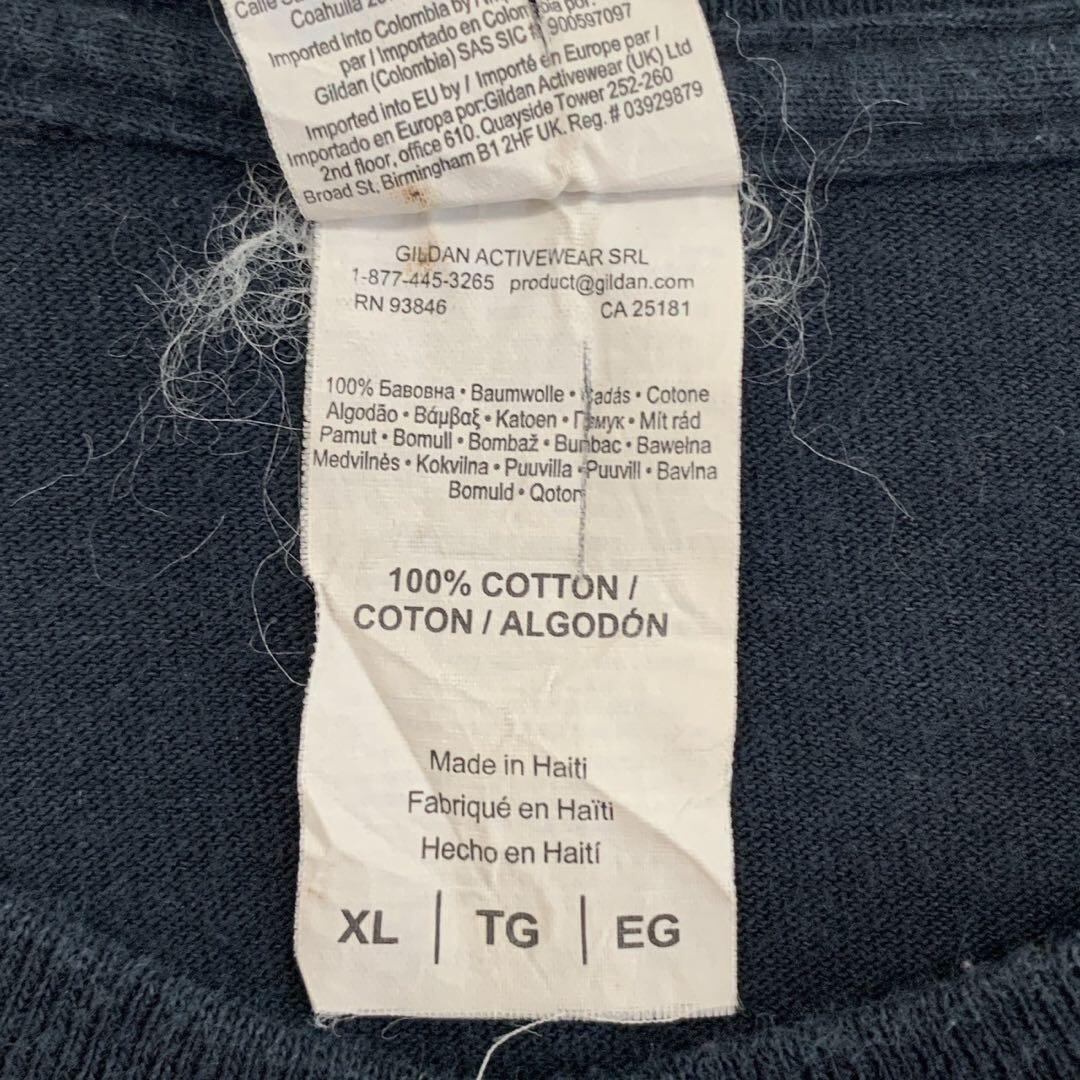 Coahuila
Imported into Colombia by
par / Importado en Colombia por:
Gildan (Colombia) SAS SIC # 900597097
Imported into EU by / Importé en Europe par /
Importado en Europa por:Gildan Activewear (UK) Ltd
2nd floor, office 610. Quayside Tower 252-260
Broad St, Birmingham B1 2HF UK. Reg. # 03929879
GILDAN ACTIVEWEAR SRL
1-877-445-3265 product@gildan.com
RN 93846 CA 25181
100% Бавовна • Baumwolle • • Cotone
Algodão • Βάμβαξ • Katoen • Памук • Mít rád
Pamut • Bomull • Bombaž • Bumbac • Bawełna
Medvilnės • Kokvilna • Puuvilla • Puuvill • Bavlna
Bomuld • Qoton
100% COTTON /
COTON / ALGODÓN
Made in Haiti
Fabriqué en Haïti
Hecho en Haití
XL | TG | EG